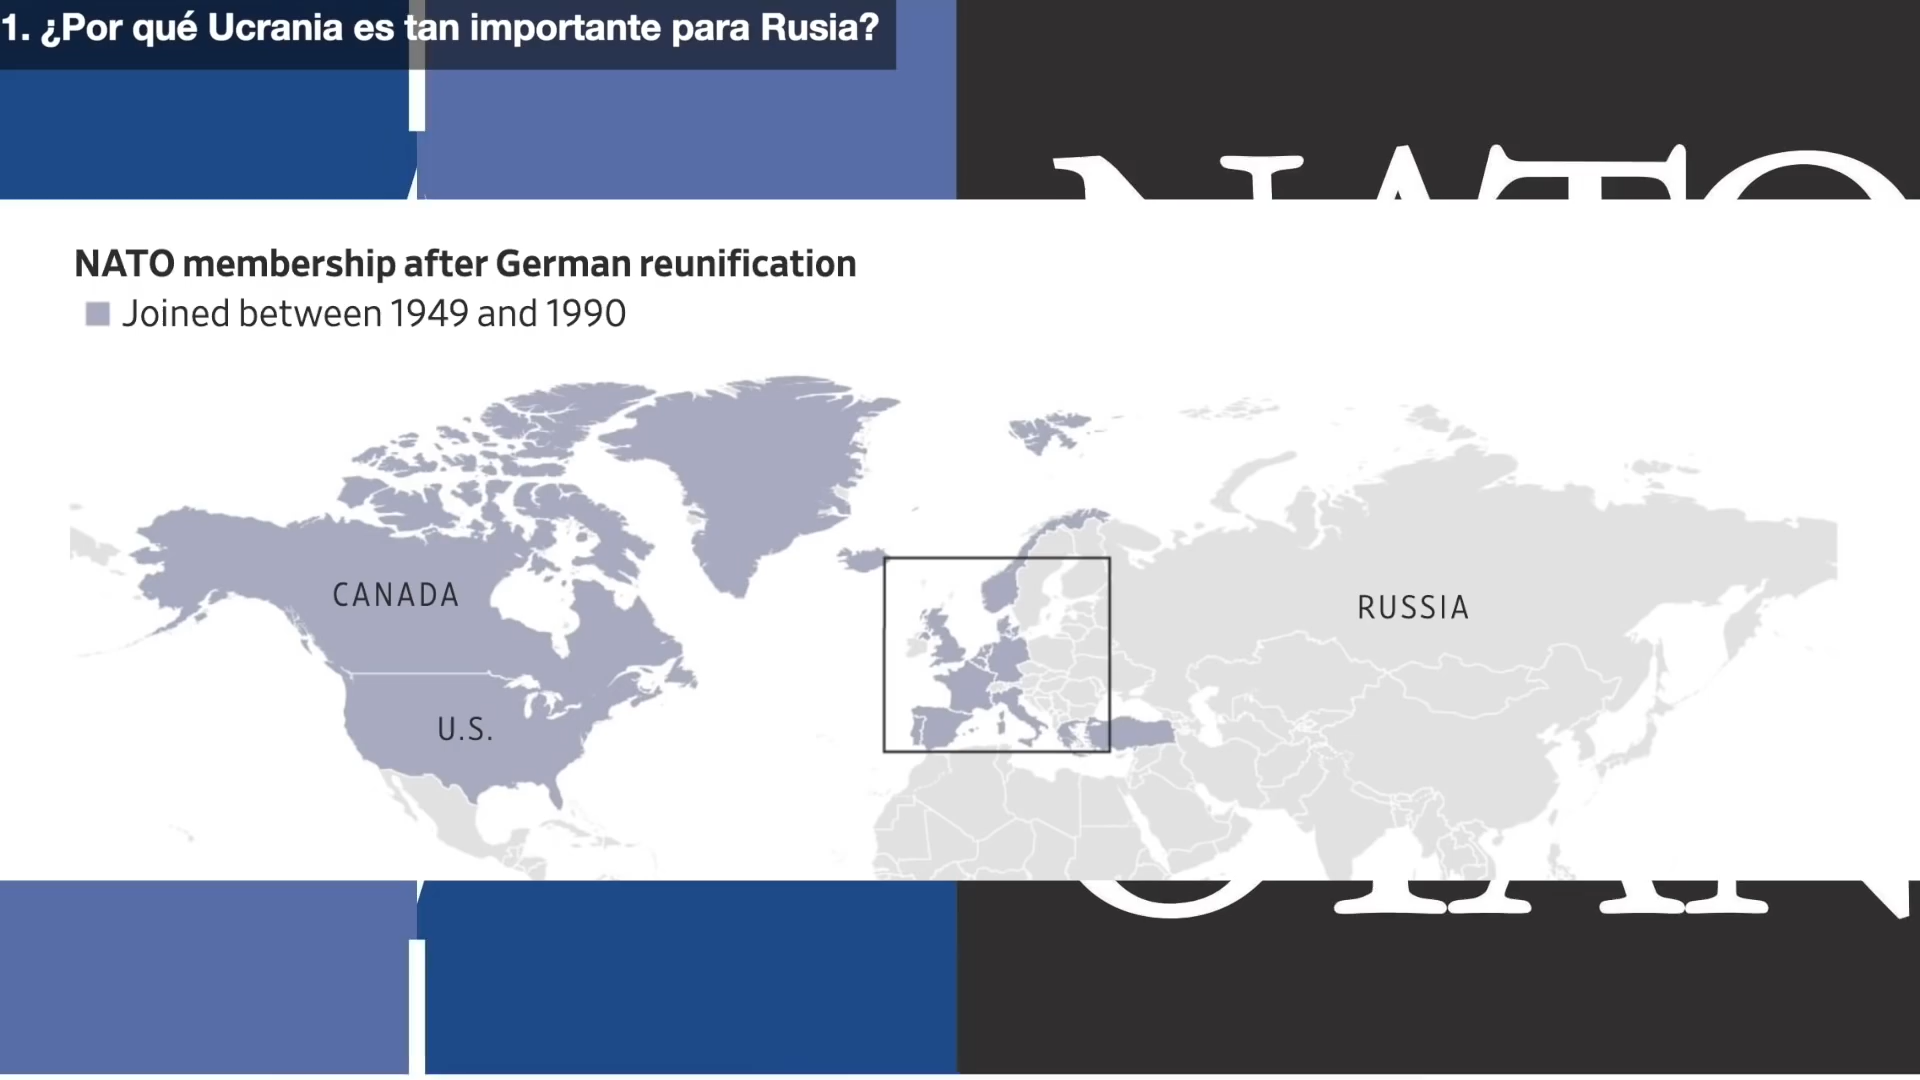 1. ¿Por qué Ucrania es tan importante para Rusia?
NATO
NATO membership after German reunification
Joined between 1949 and 1990
CANADA
RUSSIA
U.S.